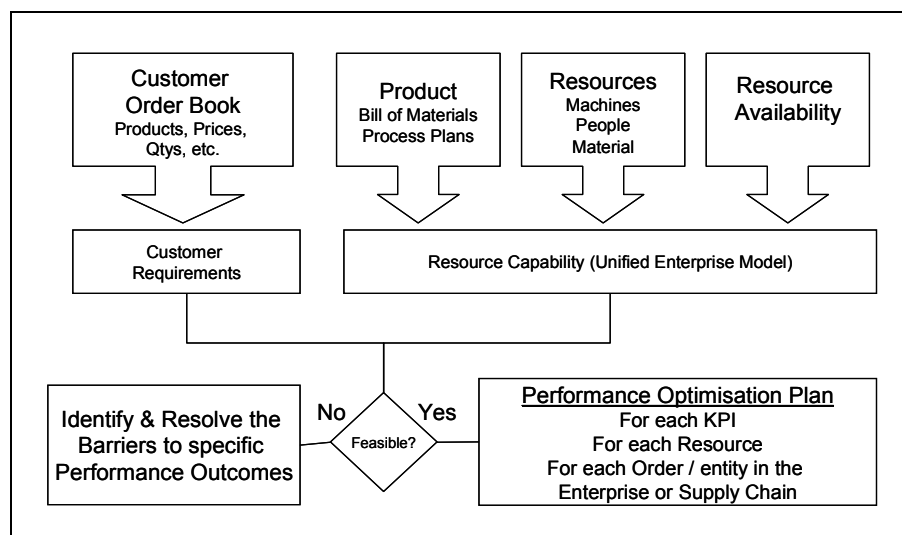 Customer
Order Book
Products, Prices,
Qtys, etc.
Product
Bill of Materials
Process Plans
Resources
Machines
People
Material
Resource
Availability
Customer
Requirements
Resource Capability (Unified Enterprise Model)
Identify & Resolve the
Barriers to specific
Performance Outcomes
No
Feasible?
Yes
Performance Optimisation Plan
For each KPI
For each Resource
For each Order / entity in the
Enterprise or Supply Chain